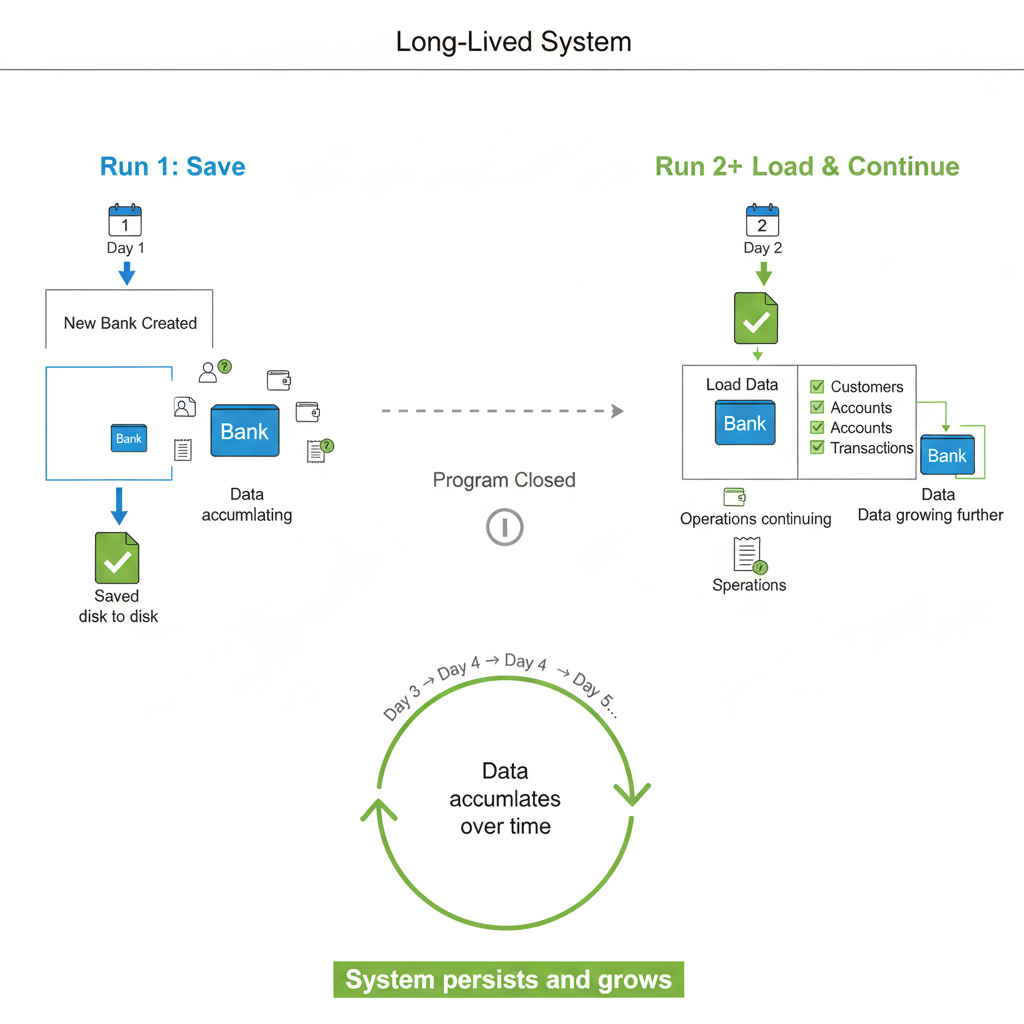 Long-Lived System
Run 1: Save
1
Day 1
New Bank Created
Bank
?
Bank
?
Data
accumlating
Saved
disk to disk
Program Closed
Run 2+ Load & Continue
2
Day 2
Load Data
Bank
Customers
Accounts
Accounts
Transactions
Bank
Data
Data growing further
Operations continuing
Sperations
Day 3 → Day 4 → Day 4 → Day 5...
Data
accumlates
over time
System persists and grows